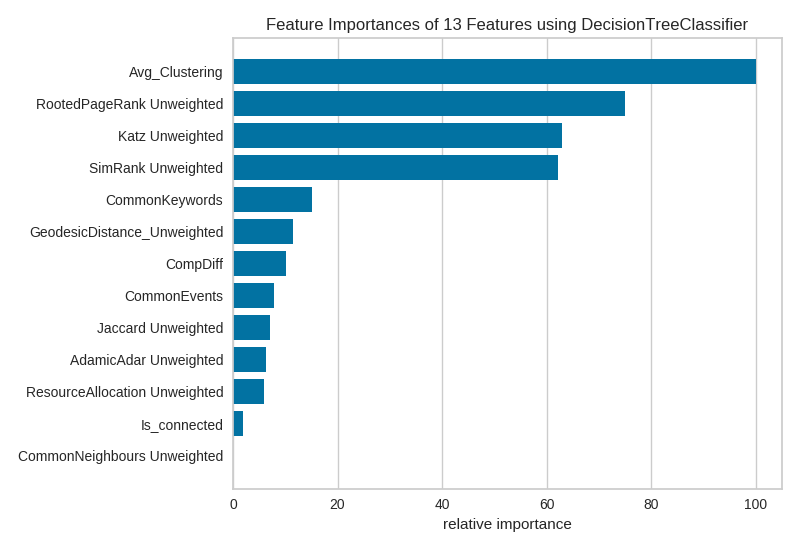 Feature Importances of 13 Features using DecisionTreeClassifier
Avg_Clustering
RootedPageRank Unweighted
Katz Unweighted
SimRank Unweighted
CommonKeywords
GeodesicDistance_Unweighted
CompDiff
CommonEvents
Jaccard Unweighted
AdamicAdar Unweighted
ResourceAllocation Unweighted
Is_connected
CommonNeighbours Unweighted
0 20 40 60 80 100
relative importance